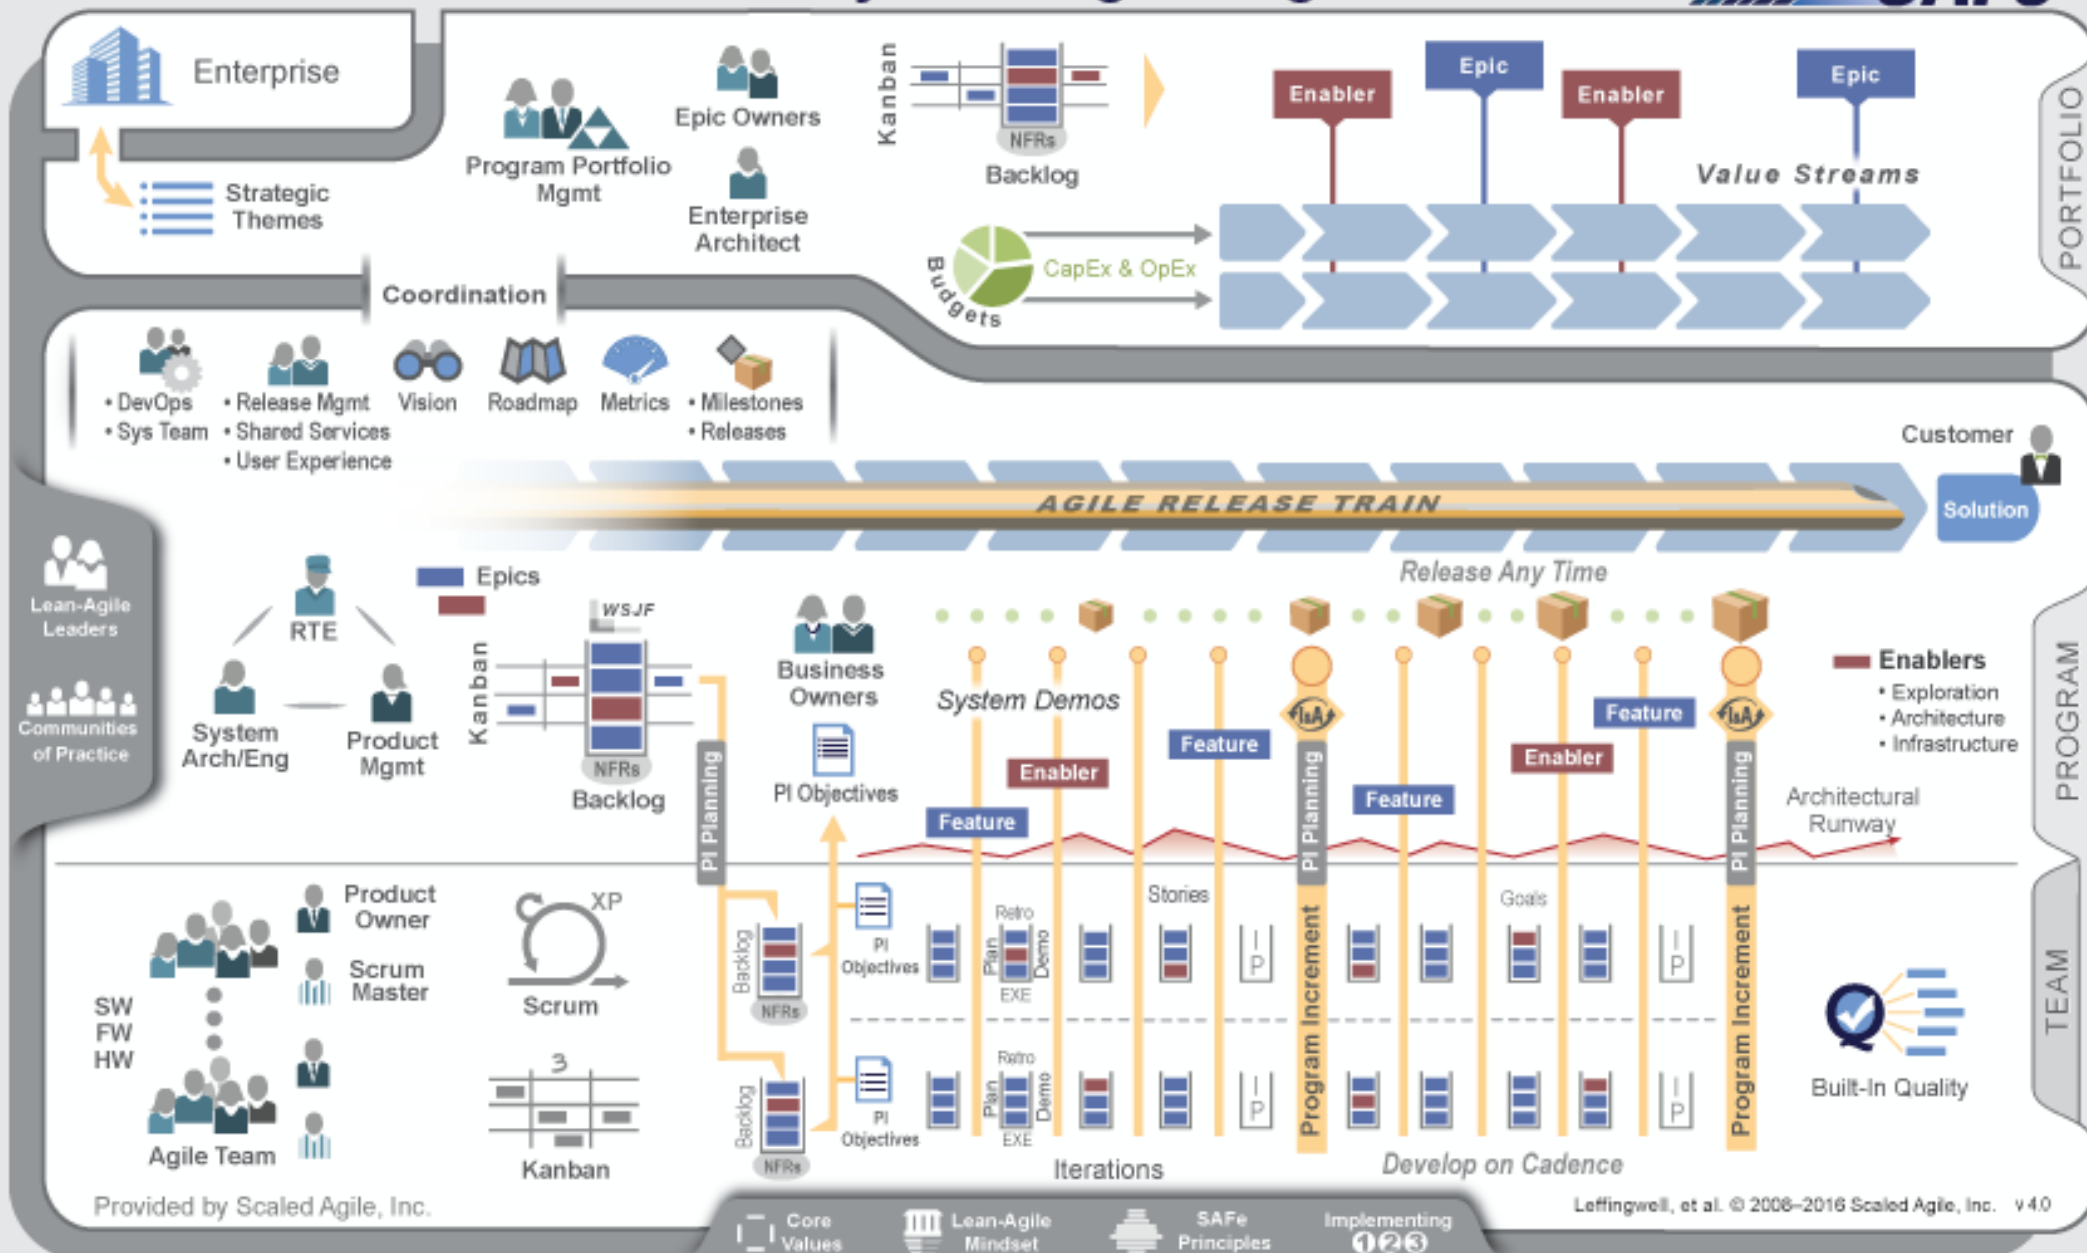 Enterprise
Strategic
Themes
Program Portfolio
Mgmt
Epic Owners
Enterprise
Architect
Kanban
NFRs
Backlog
Enabler
Epic
Enabler
Epic
Value Streams
Budgets
CapEx & OpEx
PORTFOLIO
Coordination
• DevOps
• Sys Team
• Release Mgmt
• Shared Services
• User Experience
Vision
Roadmap
Metrics
• Milestones
• Releases
Customer
AGILE RELEASE TRAIN
Solution
Release Any Time
Lean-Agile
Leaders
Communities
of Practice
RTE
System
Arch/Eng
Product
Mgmt
Epics
WSJF
Kanban
NFRs
Backlog
PI Planning
Business
Owners
PI Objectives
System Demos
Feature
Enabler
Feature
I&A
PI Planning
Feature
Enabler
Feature
I&A
PI Planning
Enablers
• Exploration
• Architecture
• Infrastructure
Architectural
Runway
PROGRAM
Product
Owner
Scrum
Master
SW
FW
HW
Agile Team
XP
Scrum
3
Kanban
Backlog
NFRs
PI
Objectives
Retro
Plan
Demo
EXE
Stories
I
P
Program Increment
Goals
I
P
Program Increment
Backlog
NFRs
PI
Objectives
Retro
Plan
Demo
EXE
I
P
I
P
Iterations
Develop on Cadence
Q
Built-In Quality
TEAM
Provided by Scaled Agile, Inc.
Leffingwell, et al. © 2008–2016 Scaled Agile, Inc. v 4.0
Core
Values
Lean-Agile
Mindset
SAFe
Principles
Implementing
1 2 3